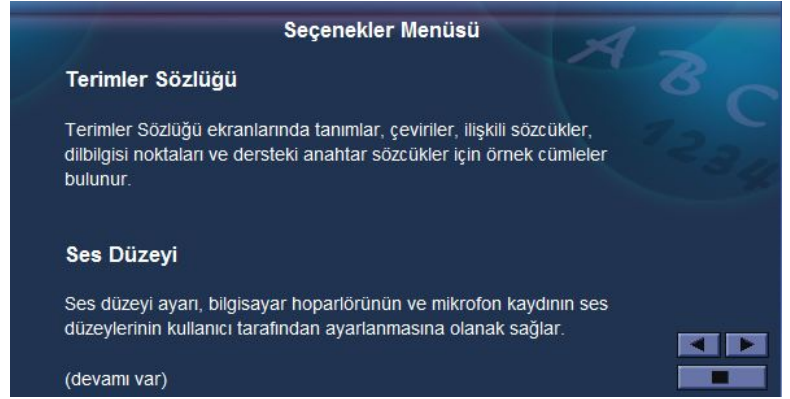 Seçenekler Menüsü
A B C
1234
Terimler Sözlüğü
Terimler Sözlüğü ekranlarında tanımlar, çeviriler, ilişkili sözcükler,
dilbilgisi noktaları ve dersteki anahtar sözcükler için örnek cümleler
bulunur.
Ses Düzeyi
Ses düzeyi ayarı, bilgisayar hoparlörünün ve mikrofon kaydının ses
düzeylerinin kullanıcı tarafından ayarlanmasına olanak sağlar.
(devamı var)